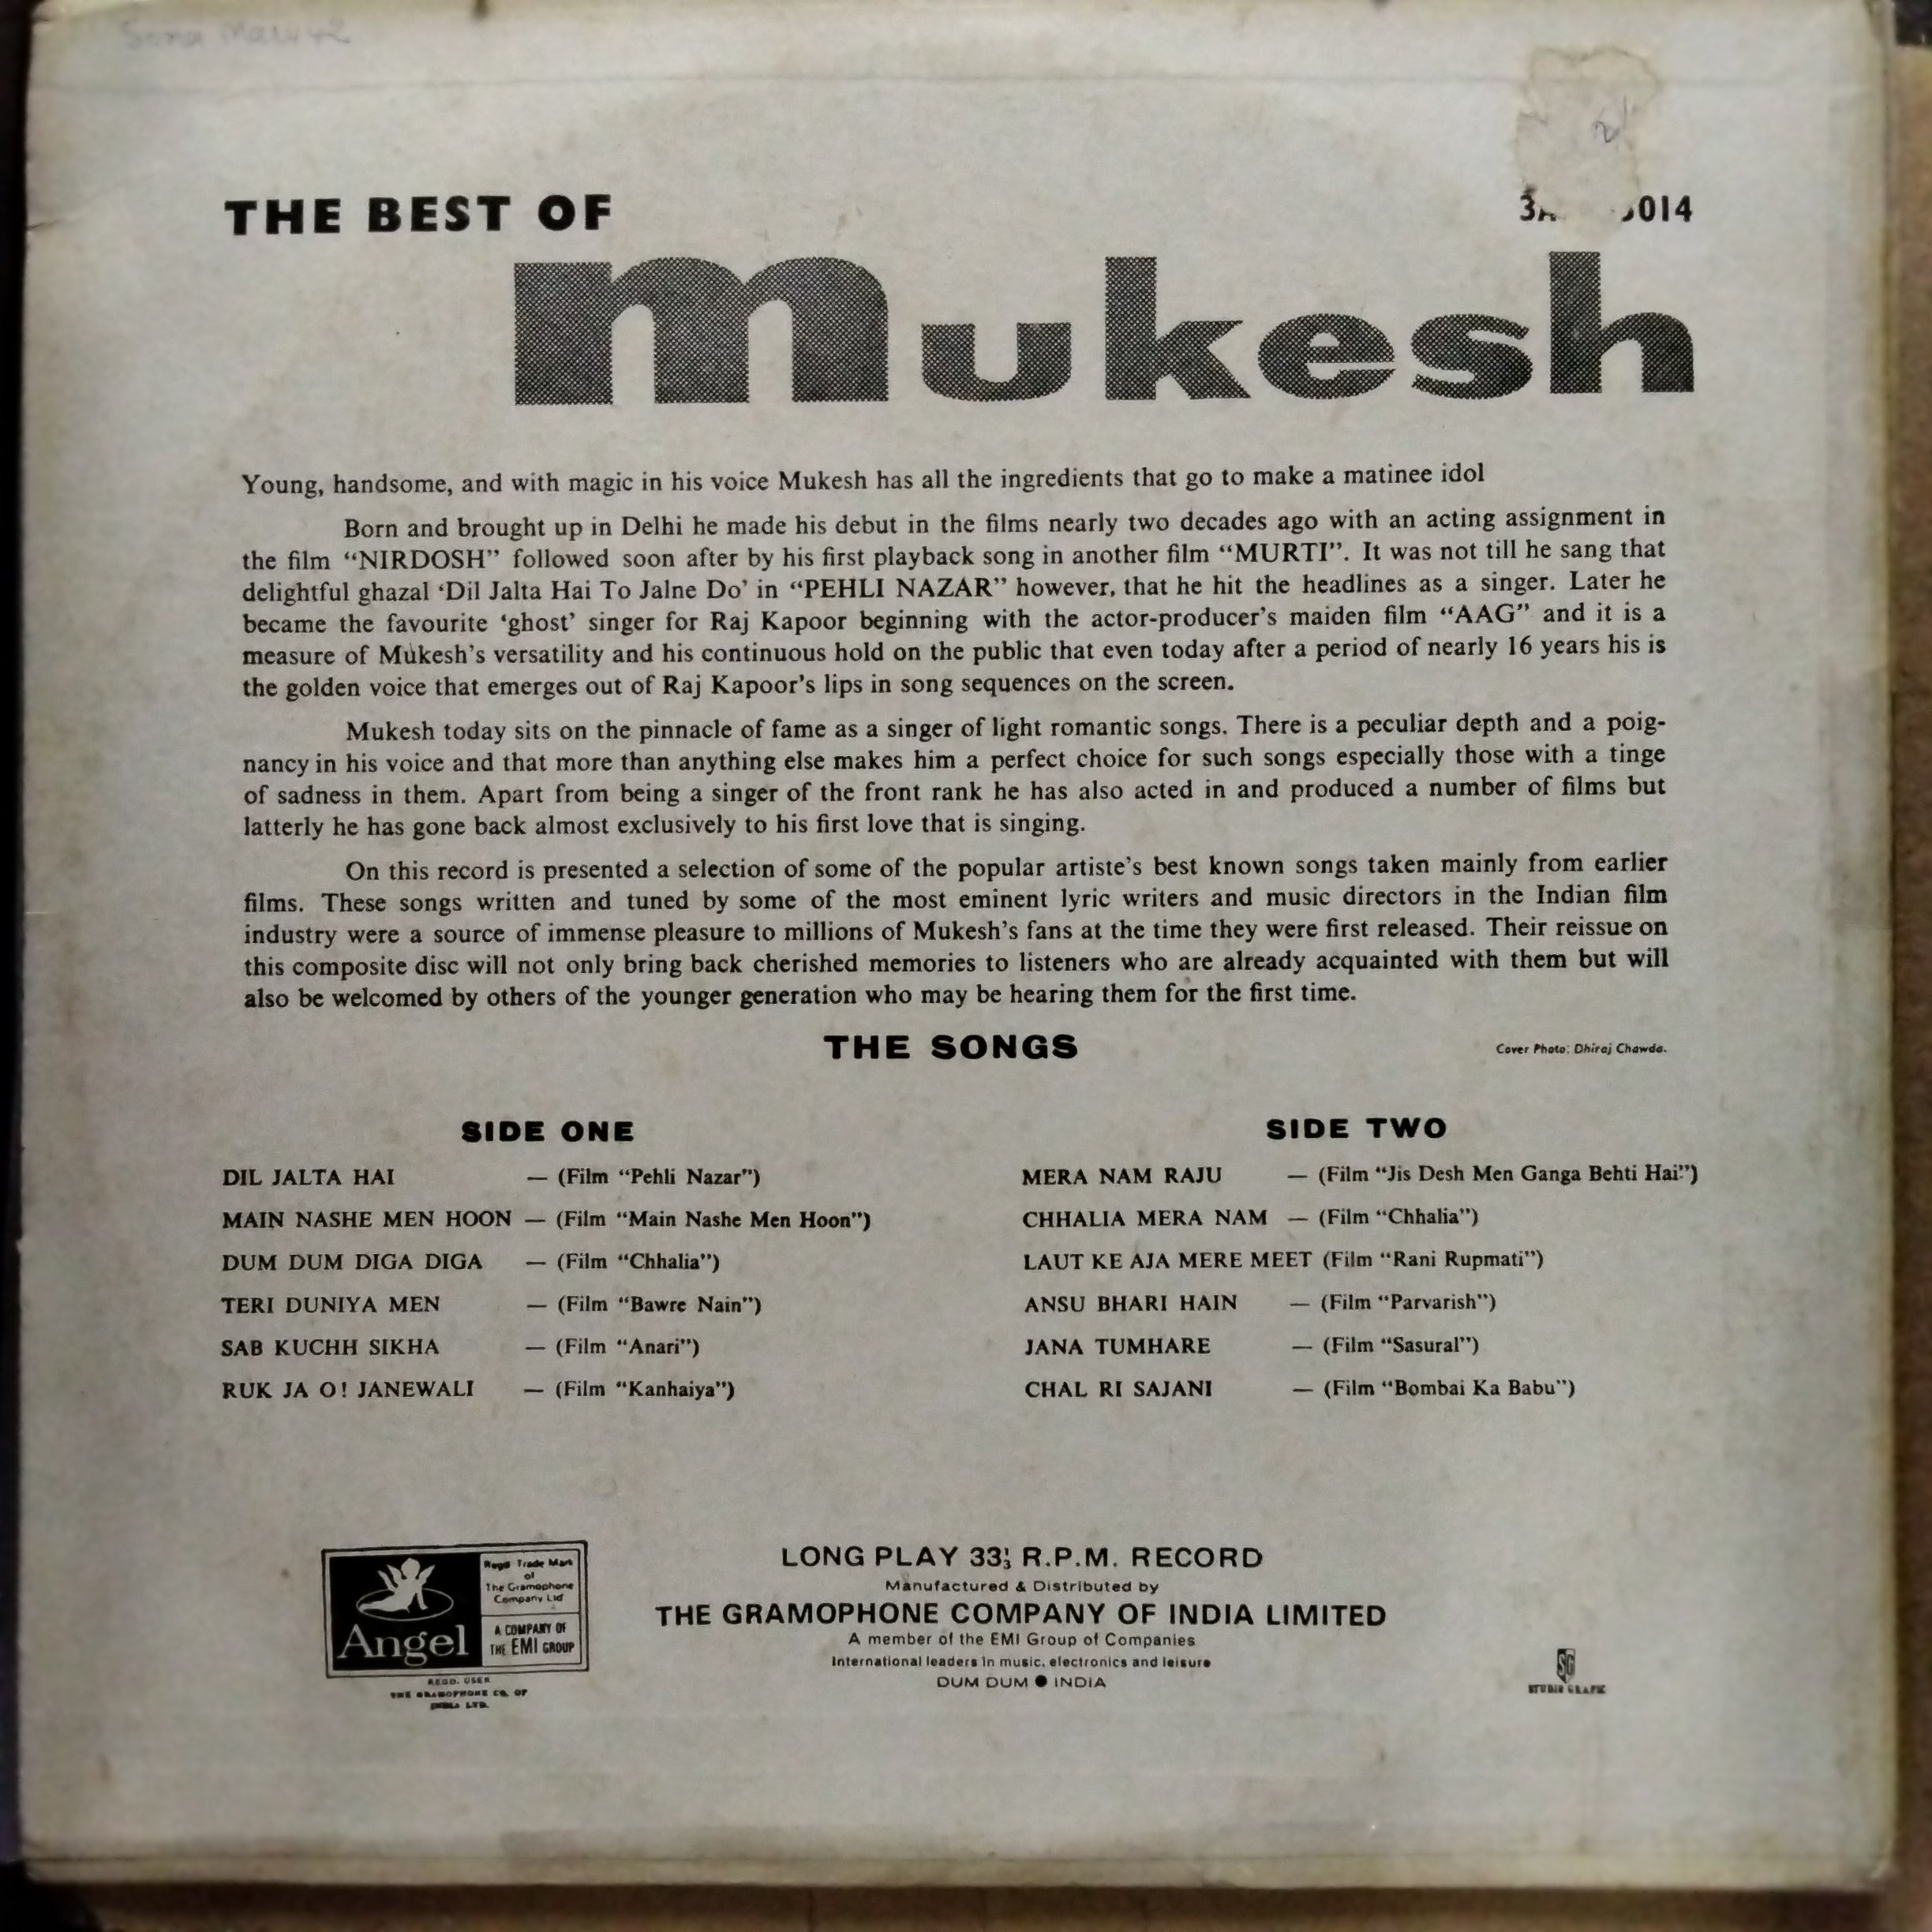 THE BEST OF
014
mukesh
Young, handsome, and with magic in his voice Mukesh has all the ingredients that go to make a matinee idol
Born and brought up in Delhi he made his debut in the films nearly two decades ago with an acting assignment in
the film “NIRDOSH” followed soon after by his first playback song in another film “MURTI”. It was not till he sang that
delightful ghazal ‘Dil Jalta Hai To Jalne Do’ in “PEHLI NAZAR” however, that he hit the headlines as a singer. Later he
became the favourite ‘ghost’ singer for Raj Kapoor beginning with the actor-producer’s maiden film “AAG” and it is a
measure of Mukesh’s versatility and his continuous hold on the public that even today after a period of nearly 16 years his is
the golden voice that emerges out of Raj Kapoor’s lips in song sequences on the screen.
Mukesh today sits on the pinnacle of fame as a singer of light romantic songs. There is a peculiar depth and a poig-
nancy in his voice and that more than anything else makes him a perfect choice for such songs especially those with a tinge
of sadness in them. Apart from being a singer of the front rank he has also acted in and produced a number of films but
latterly he has gone back almost exclusively to his first love that is singing.
On this record is presented a selection of some of the popular artiste’s best known songs taken mainly from earlier
films. These songs written and tuned by some of the most eminent lyric writers and music directors in the Indian film
industry were a source of immense pleasure to millions of Mukesh’s fans at the time they were first released. Their reissue on
this composite disc will not only bring back cherished memories to listeners who are already acquainted with them but will
also be welcomed by others of the younger generation who may be hearing them for the first time.
THE SONGS
Cover Photo: Dhiraj Chawda.
SIDE ONE
DIL JALTA HAI — (Film “Pehli Nazar”)
MAIN NASHE MEN HOON — (Film “Main Nashe Men Hoon”)
DUM DUM DIGA DIGA — (Film “Chhalia”)
TERI DUNIYA MEN — (Film “Bawre Nain”)
SAB KUCHH SIKHA — (Film “Anari”)
RUK JA O! JANEWALI — (Film “Kanhaiya”)
SIDE TWO
MERA NAM RAJU — (Film “Jis Desh Men Ganga Behti Hai”)
CHHALIA MERA NAM — (Film “Chhalia”)
LAUT KE AJA MERE MEET (Film “Rani Rupmati”)
ANSU BHARI HAIN — (Film “Parvarish”)
JANA TUMHARE — (Film “Sasural”)
CHAL RI SAJANI — (Film “Bombai Ka Babu”)
Angel
Regd Trade Mark
of
The Gramophone
Company Ltd
A COMPANY OF
THE EMI GROUP
REGD. USER
THE GRAMOPHONE CO. OF
INDIA LTD.
LONG PLAY 33⅓ R.P.M. RECORD
Manufactured & Distributed by
THE GRAMOPHONE COMPANY OF INDIA LIMITED
A member of the EMI Group of Companies
International leaders in music, electronics and leisure
DUM DUM ● INDIA
SG
STUDIO GRAFIK